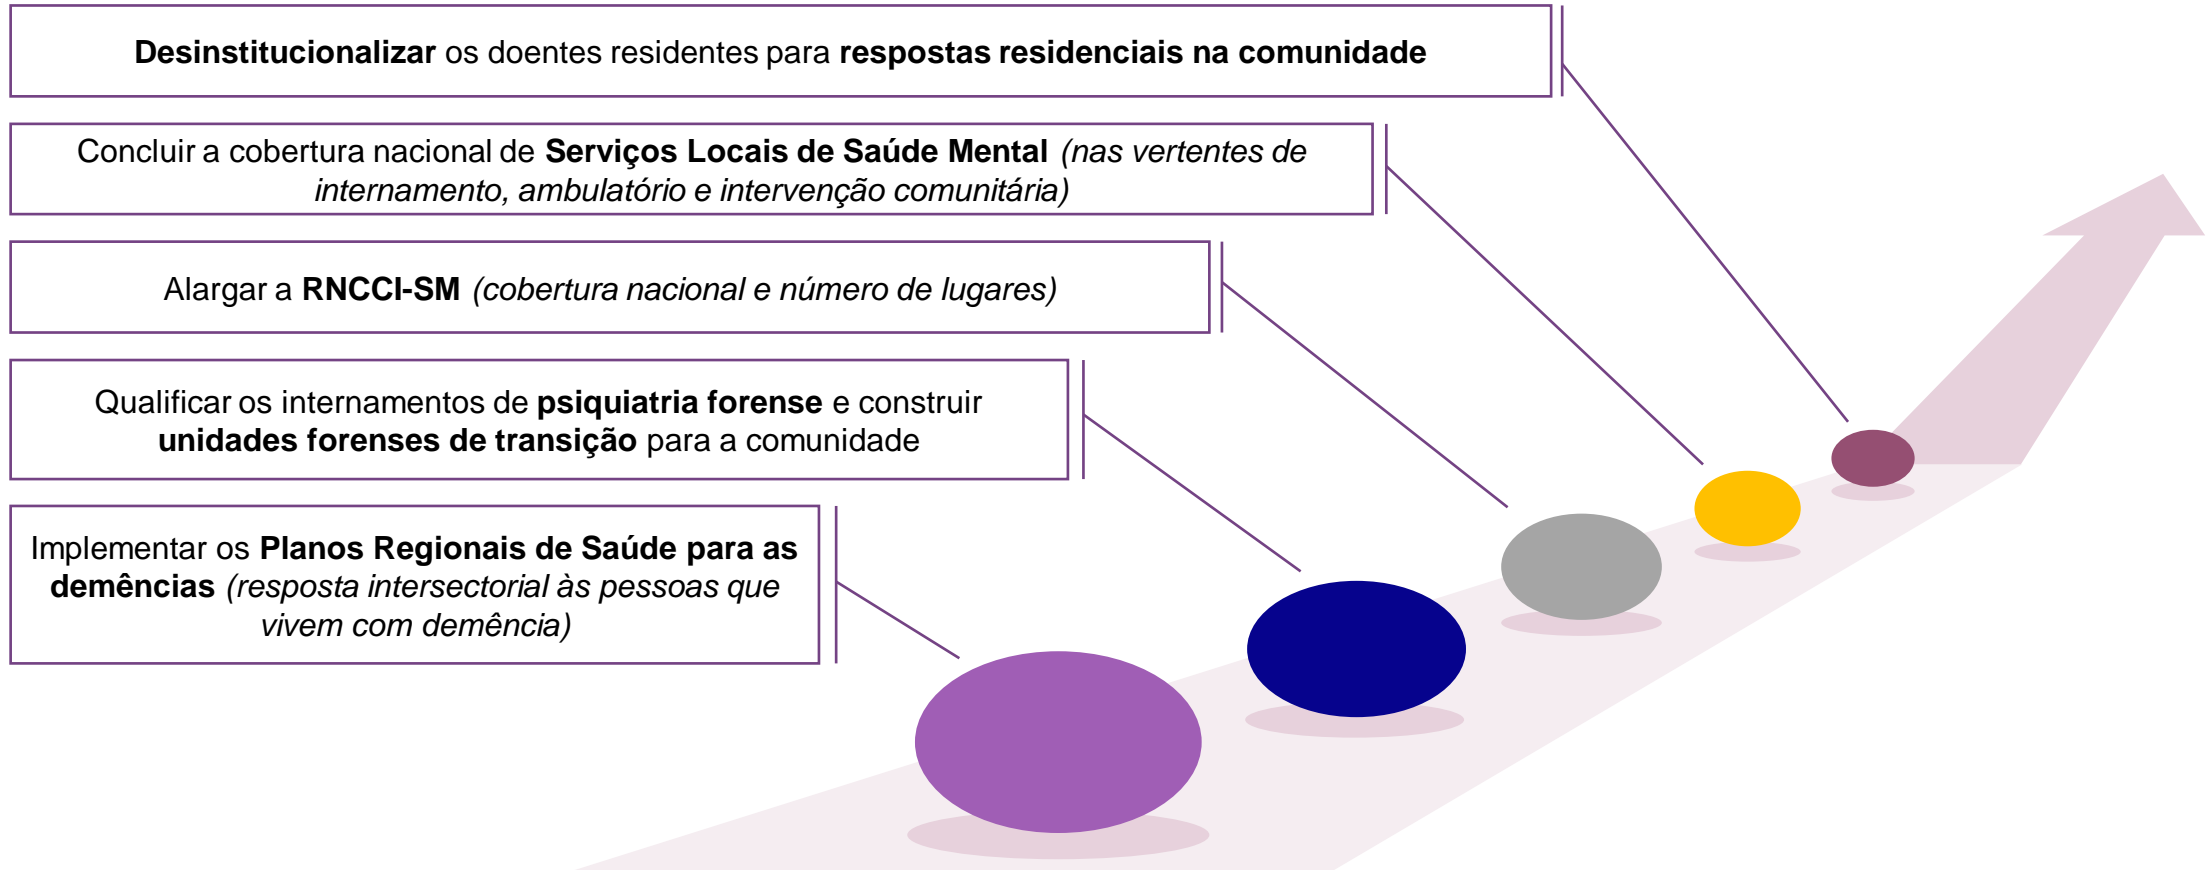 Desinstitucionalizar os doentes residentes para respostas residenciais na comunidade
Concluir a cobertura nacional de Serviços Locais de Saúde Mental (nas vertentes de
internamento, ambulatório e intervenção comunitária)
Alargar a RNCCI-SM (cobertura nacional e número de lugares)
Qualificar os internamentos de psiquiatria forense e construir
unidades forenses de transição para a comunidade
Implementar os Planos Regionais de Saúde para as
demências (resposta intersectorial às pessoas que
vivem com demência)